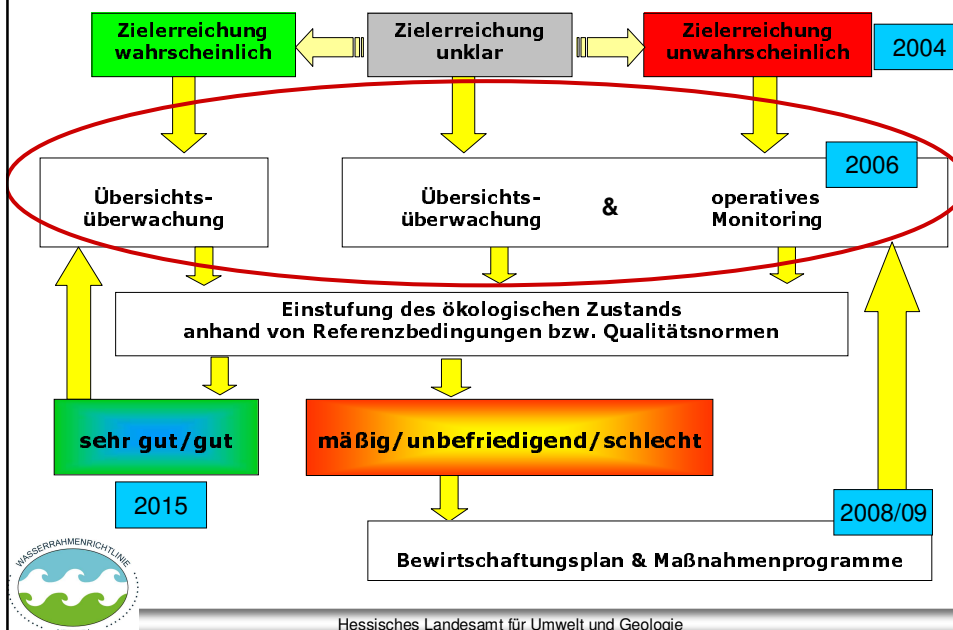 Zielerreichung
wahrscheinlich
Zielerreichung
unklar
Zielerreichung
unwahrscheinlich
2004
2006
Übersichts-
überwachung
Übersichts-
überwachung
&
operatives
Monitoring
Einstufung des ökologischen Zustands
anhand von Referenzbedingungen bzw. Qualitätsnormen
sehr gut/gut
mäßig/unbefriedigend/schlecht
2015
2008/09
Bewirtschaftungsplan & Maßnahmenprogramme
WASSERRAHMENRICHTLINIE
Hessisches Landesamt für Umwelt und Geologie